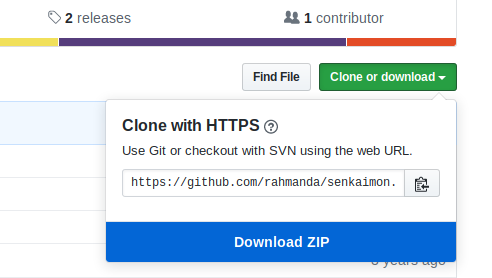 2 releases
1 contributor
Find File
Clone or download
Clone with HTTPS
Use Git or checkout with SVN using the web URL.
https://github.com/rahmanda/senkaimon.
Download ZIP
years ago